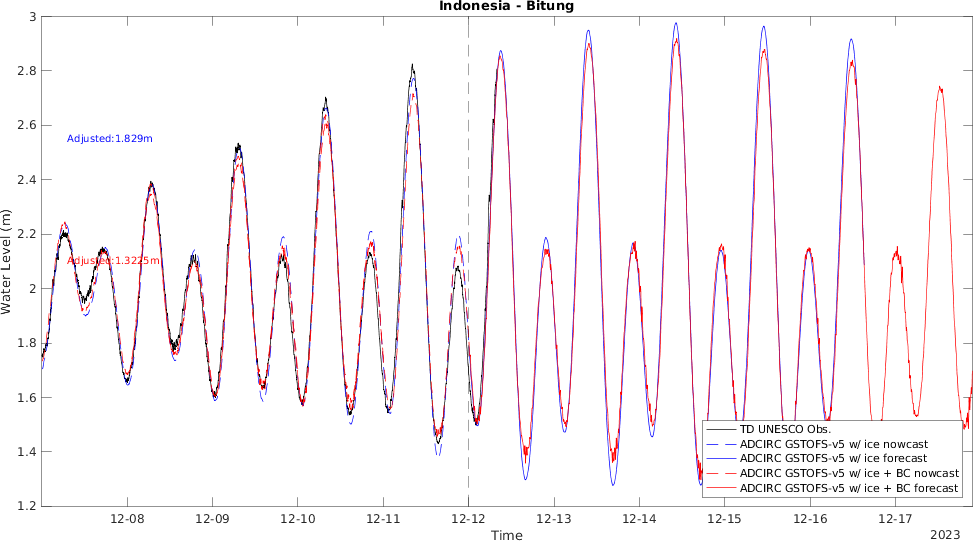 Indonesia - Bitung
3
2.8
2.6
2.4
2.2
2
1.8
1.6
1.4
1.2
Water Level (m)
Adjusted:1.829m
Adjusted:1.3225m
TD UNESCO Obs.
ADCIRC GSTOFS-v5 w/ ice nowcast
ADCIRC GSTOFS-v5 w/ ice forecast
ADCIRC GSTOFS-v5 w/ ice + BC nowcast
ADCIRC GSTOFS-v5 w/ ice + BC forecast
12-08 12-09 12-10 12-11 12-12 12-13 12-14 12-15 12-16 12-17
Time
2023